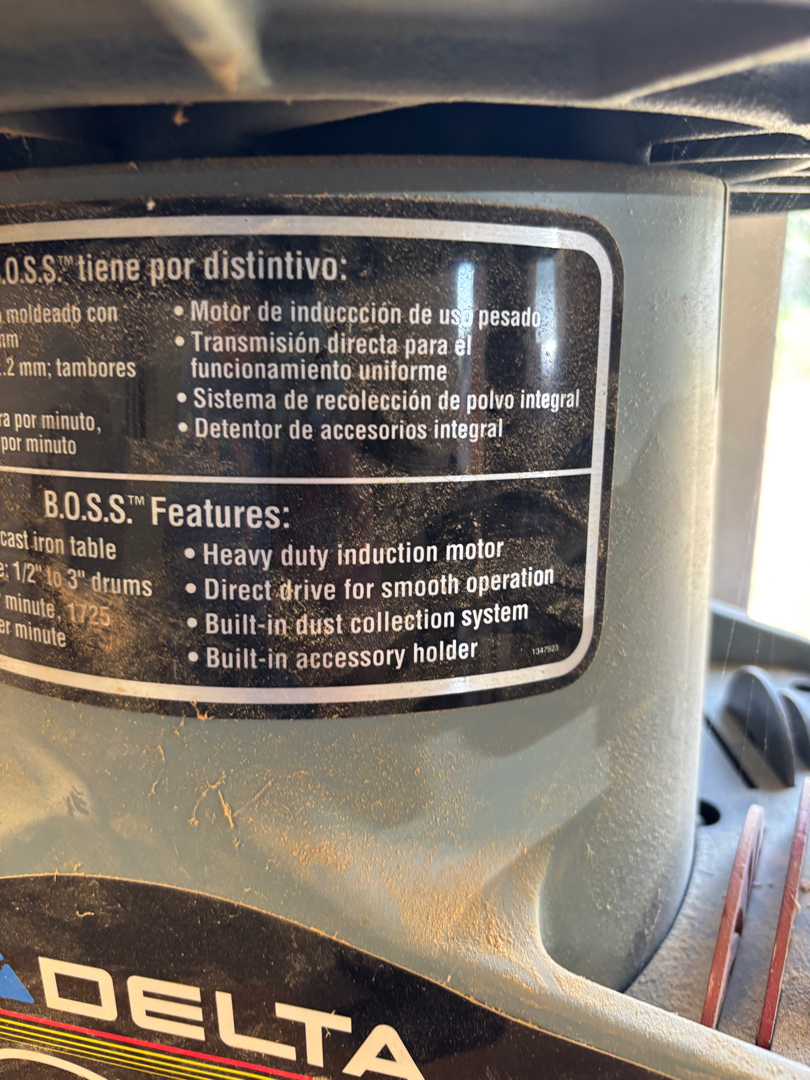 .O.S.S.™ tiene por distintivo:
moldeado con
mm
.2 mm; tambores
ra por minuto,
por minuto
• Motor de induccción de uso pesado
• Transmisión directa para el
funcionamiento uniforme
• Sistema de recolección de polvo integral
• Detentor de accesorios integral
B.O.S.S.™ Features:
cast iron table
e; 1/2" to 3" drums
minute, 1725
er minute
• Heavy duty induction motor
• Direct drive for smooth operation
• Built-in dust collection system
• Built-in accessory holder
1347923
DELTA